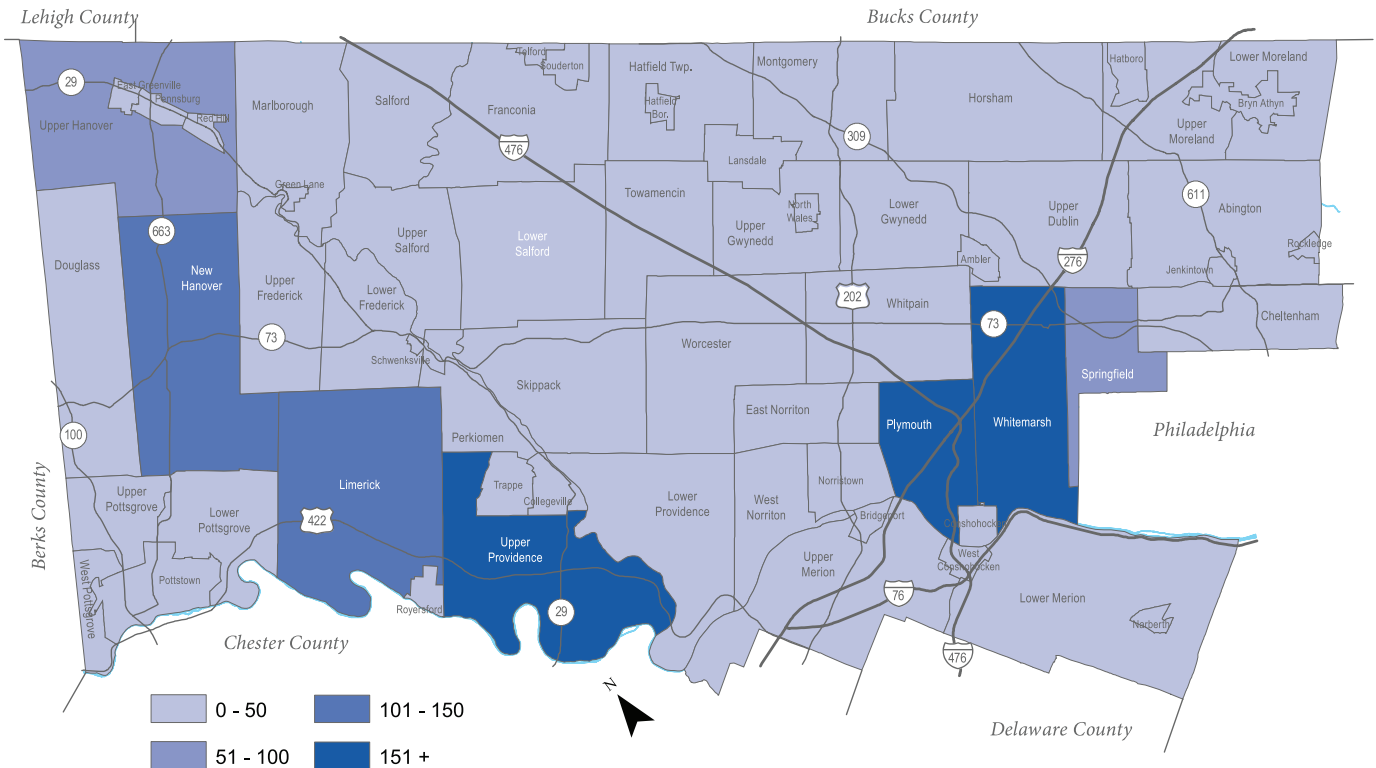 Lehigh County
Bucks County
Telford
Souderton
Hatfield Twp.
Montgomery
Hatboro
Lower Moreland
29
East Greenville
Pennsburg
Red Hill
Upper Hanover
Marlborough
Salford
Franconia
Hatfield
Bor.
Horsham
Bryn Athyn
Upper
Moreland
476
309
Lansdale
Green Lane
Towamencin
North
Wales
Lower
Gwynedd
Upper
Dublin
611
Abington
663
Upper
Salford
Lower
Salford
Upper
Gwynedd
Rockledge
Douglass
New
Hanover
Ambler
276
Jenkintown
Upper
Frederick
Lower
Frederick
202
Whitpain
Cheltenham
73
73
Worcester
Schwenksville
Skippack
Springfield
East Norriton
Plymouth
Whitemarsh
Philadelphia
100
Perkiomen
Berks County
Upper
Pottsgrove
Lower
Pottsgrove
Limerick
Trappe
Collegeville
Lower
Providence
West
Norriton
Norristown
Bridgeport
Conshohocken
422
Upper
Providence
West
Conshohocken
Upper
Merion
West Pottsgrove
Pottstown
Royersford
29
76
Lower Merion
Narberth
Chester County
476
N
Delaware County
0 - 50
101 - 150
51 - 100
151 +